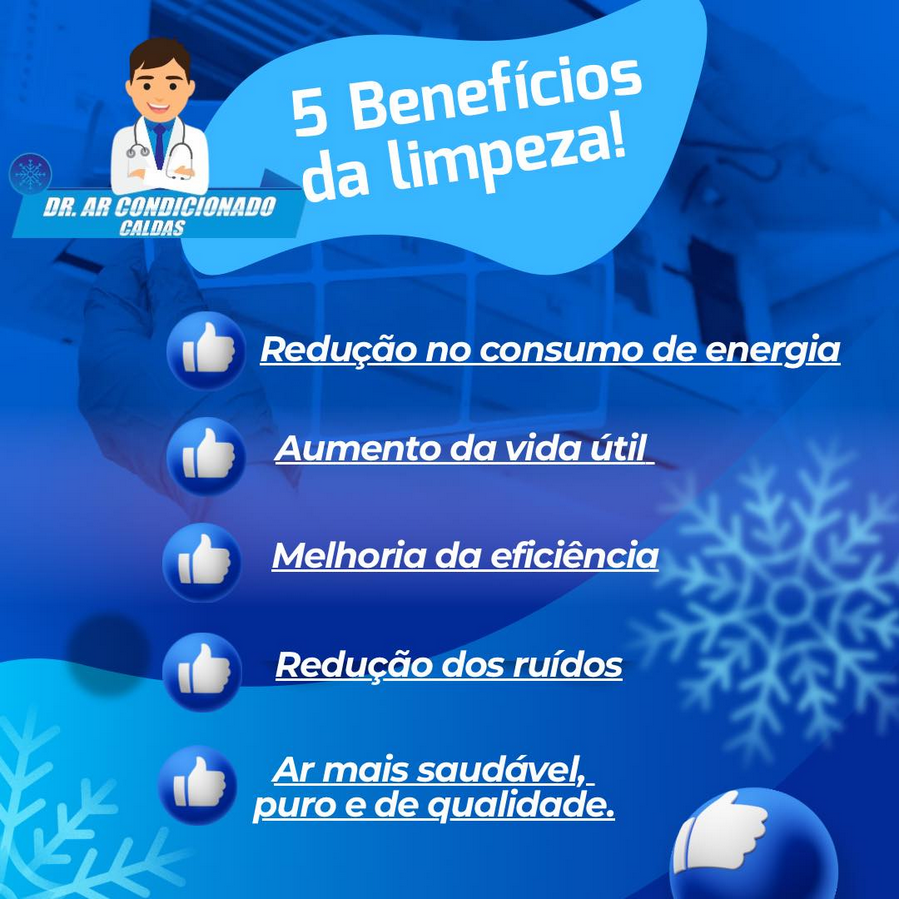 5 Benefícios
da limpeza!
DR. AR CONDICIONADO
CALDAS
Redução no consumo de energia
Aumento da vida útil
Melhoria da eficiência
Redução dos ruídos
Ar mais saudável,
puro e de qualidade.